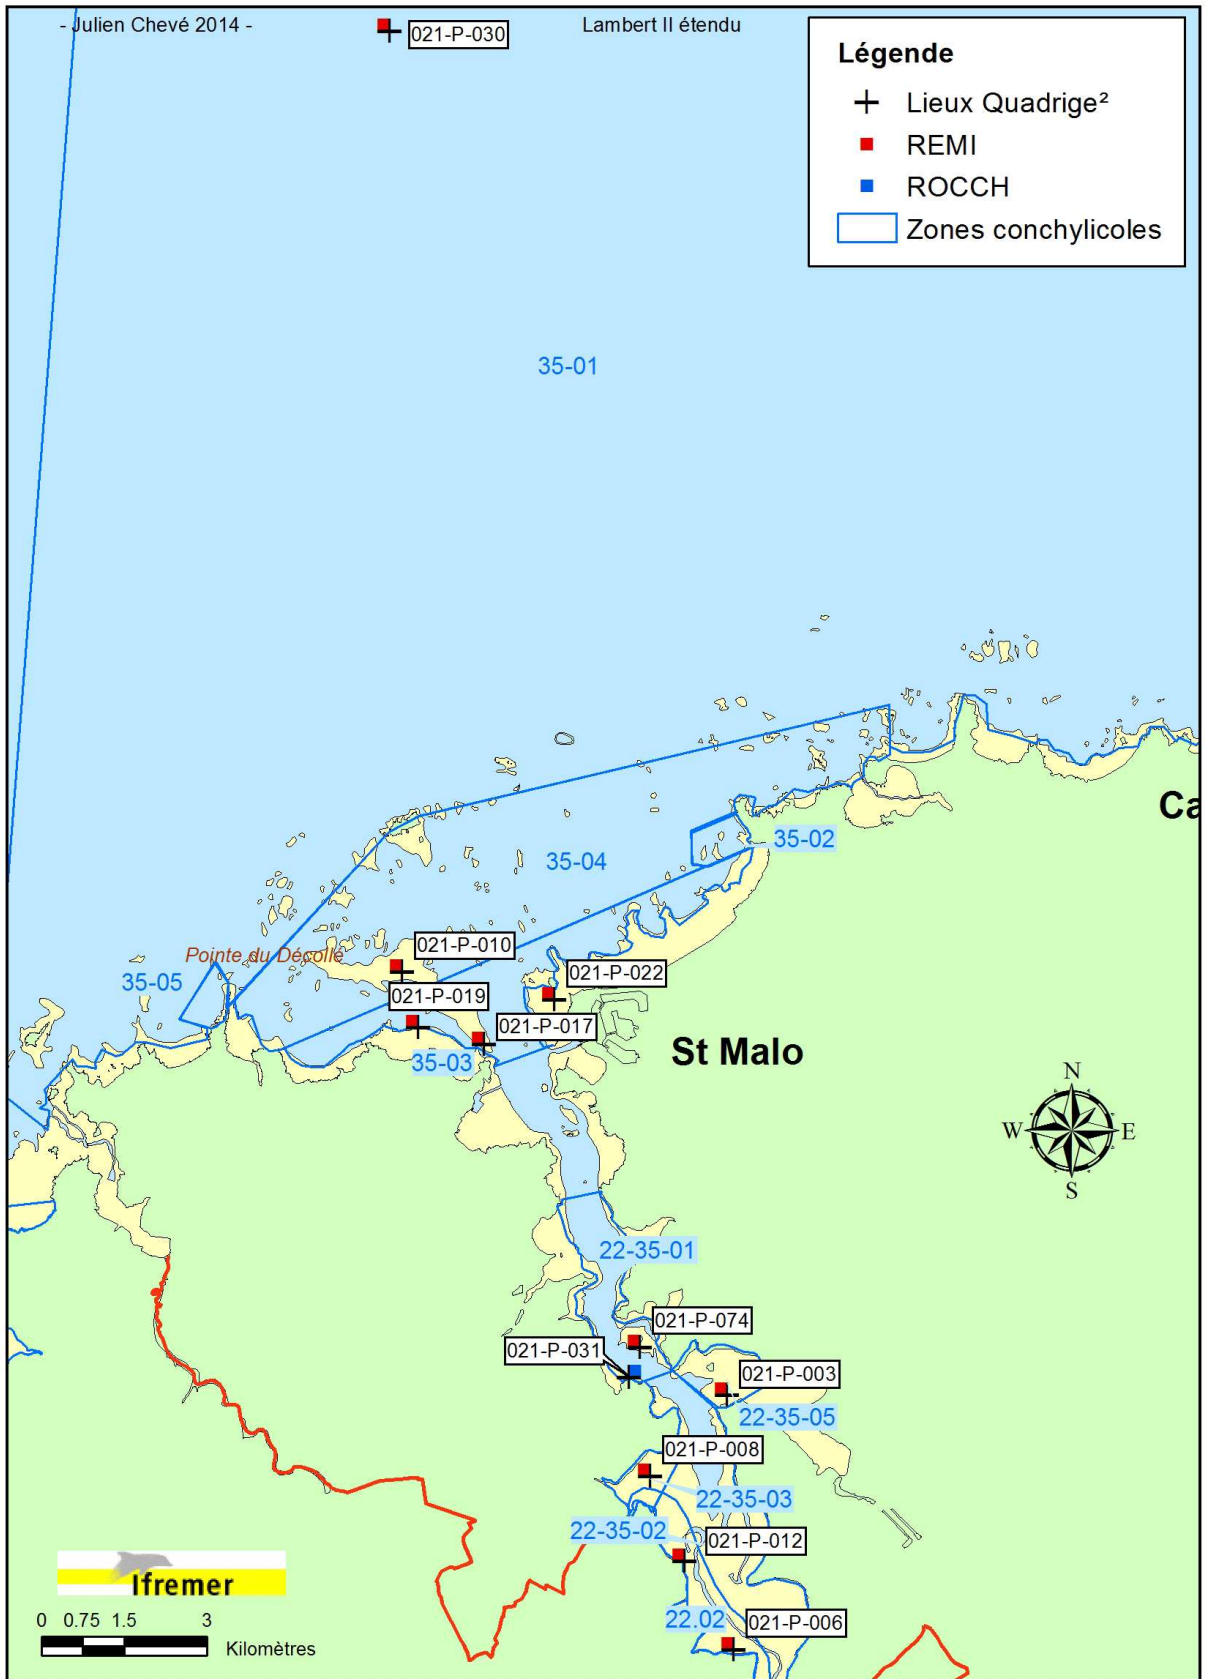 - Julien Chevé 2014 -
021-P-030
Lambert II étendu
Légende
Lieux Quadrige²
REMI
ROCCH
Zones conchylicoles
35-01
Ca
35-02
35-04
021-P-010
Pointe du Décollé
021-P-022
35-05
021-P-019
021-P-017
St Malo
35-03
N
W
E
S
22-35-01
021-P-074
021-P-031
021-P-003
22-35-05
021-P-008
22-35-03
22-35-02
021-P-012
Ifremer
22.02
021-P-006
0 0.75 1.5 3
Kilomètres